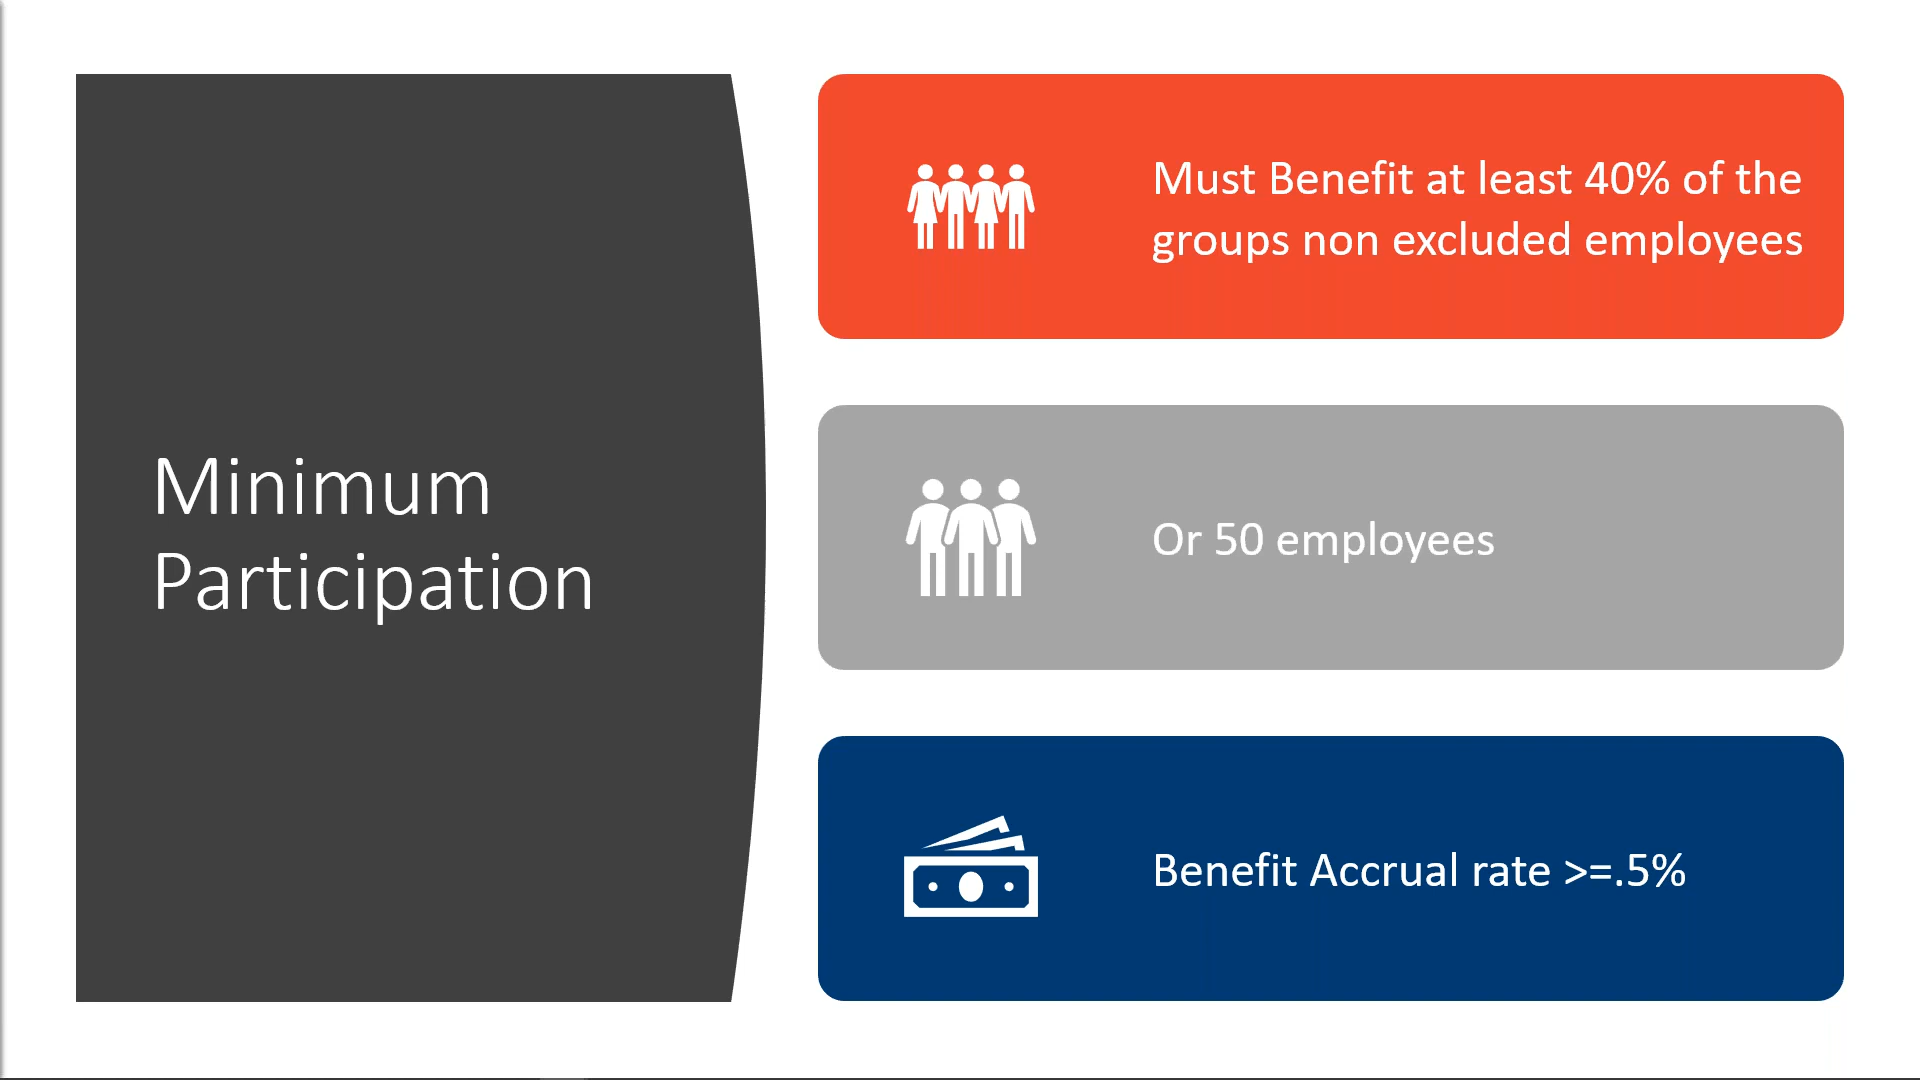 Minimum
Participation
Must Benefit at least 40% of the
groups non excluded employees
Or 50 employees
Benefit Accrual rate >=.5%